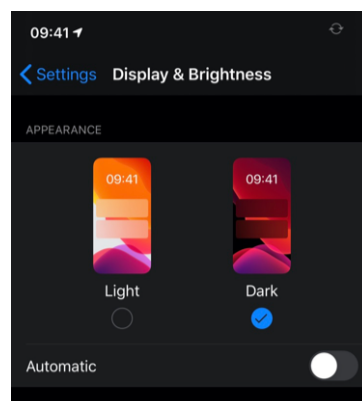 09:41
Settings Display & Brightness
APPEARANCE
09:41 09:41
Light Dark
Automatic